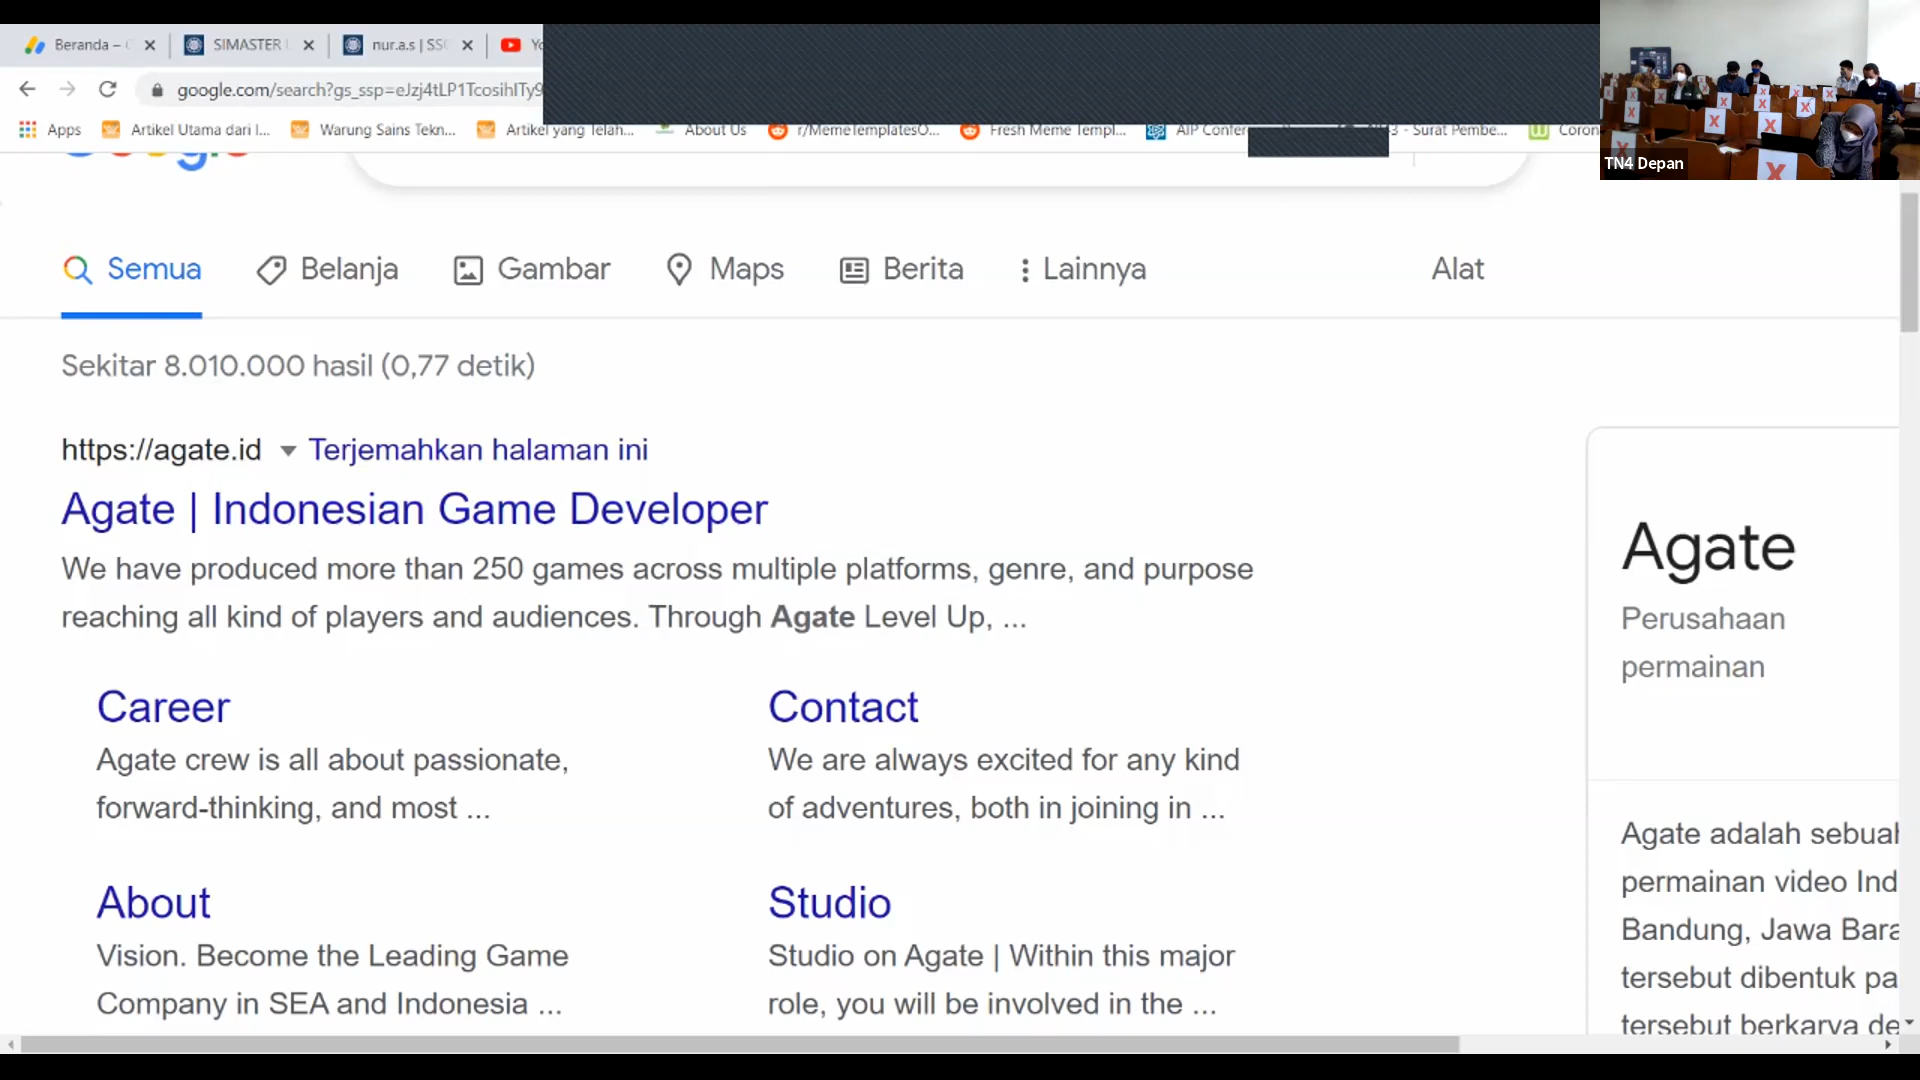 Beranda –
SIMASTER
nur.a.s | SSO
google.com/search?gs_ssp=eJzj4tLP1TcosihITy9
Apps
Artikel Utama dari I...
Warung Sains Tekn...
Artikel yang Telah...
About Us
r/MemeTemplatesO...
Fresh Meme Templ...
AIP Confer
- Surat Pembe...
Coron
TN4 Depan
X
X
X
X
Semua
Belanja
Gambar
Maps
Berita
Lainnya
Alat
Sekitar 8.010.000 hasil (0,77 detik)
https://agate.id
Terjemahkan halaman ini
Agate | Indonesian Game Developer
We have produced more than 250 games across multiple platforms, genre, and purpose
reaching all kind of players and audiences. Through Agate Level Up, ...
Career
Agate crew is all about passionate,
forward-thinking, and most ...
Contact
We are always excited for any kind
of adventures, both in joining in ...
About
Vision. Become the Leading Game
Company in SEA and Indonesia ...
Studio
Studio on Agate | Within this major
role, you will be involved in the ...
Agate
Perusahaan
permainan
Agate adalah sebuah
permainan video Ind
Bandung, Jawa Bara
tersebut dibentuk pa
tersebut berkarya de